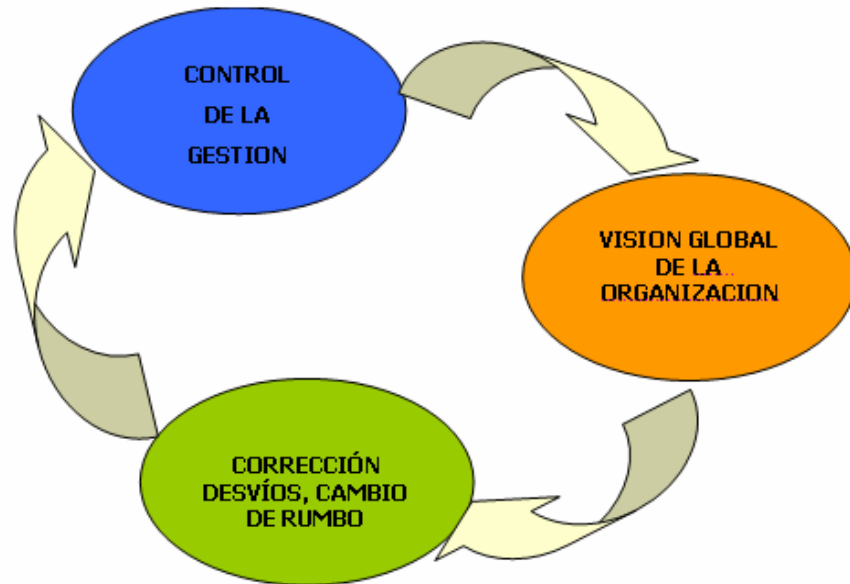 CONTROL
DE LA
GESTION
VISION GLOBAL
DE LA
ORGANIZACION
CORRECCIÓN
DESVÍOS, CAMBIO
DE RUMBO